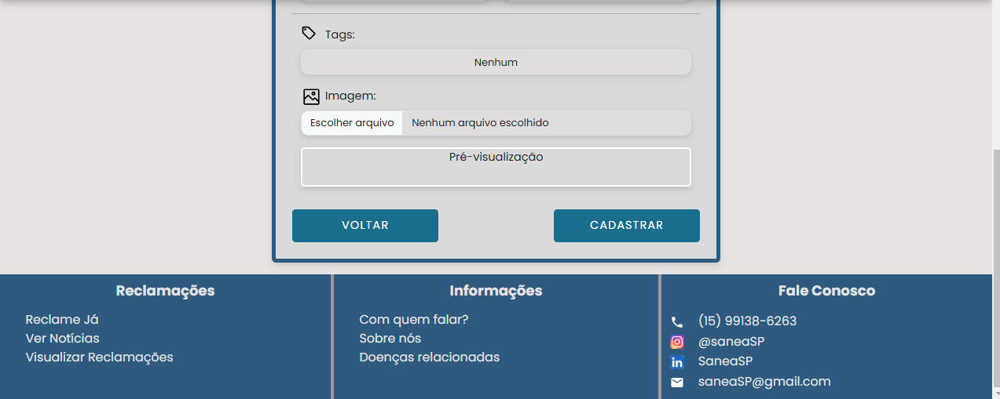 Tags:
Nenhum
Imagem:
Escolher arquivo Nenhum arquivo escolhido
Pré-visualização
VOLTAR CADASTRAR
Reclamações
Reclame Já
Ver Notícias
Visualizar Reclamações
Informações
Com quem falar?
Sobre nós
Doenças relacionadas
Fale Conosco
(15) 99138-6263
@saneaSP
SaneaSP
saneaSP@gmail.com